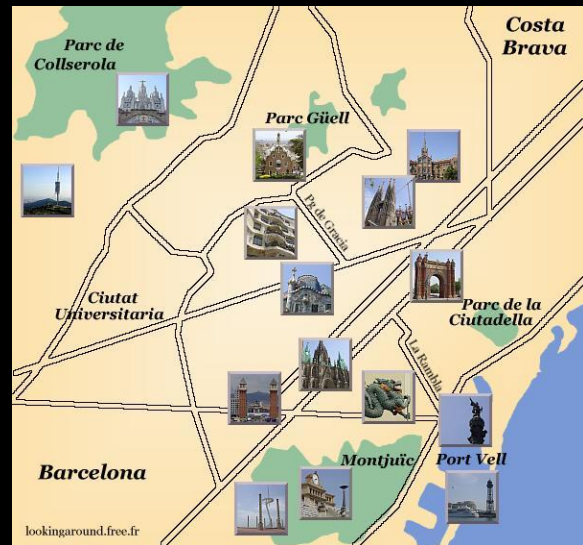 Costa
Brava
Parc de
Collserola
Parc Güell
Pg de Gracia
Ciutat
Universitaria
Parc de la
Ciutadella
La Rambla
Montjuïc
Port Vell
Barcelona
lookingaround.free.fr